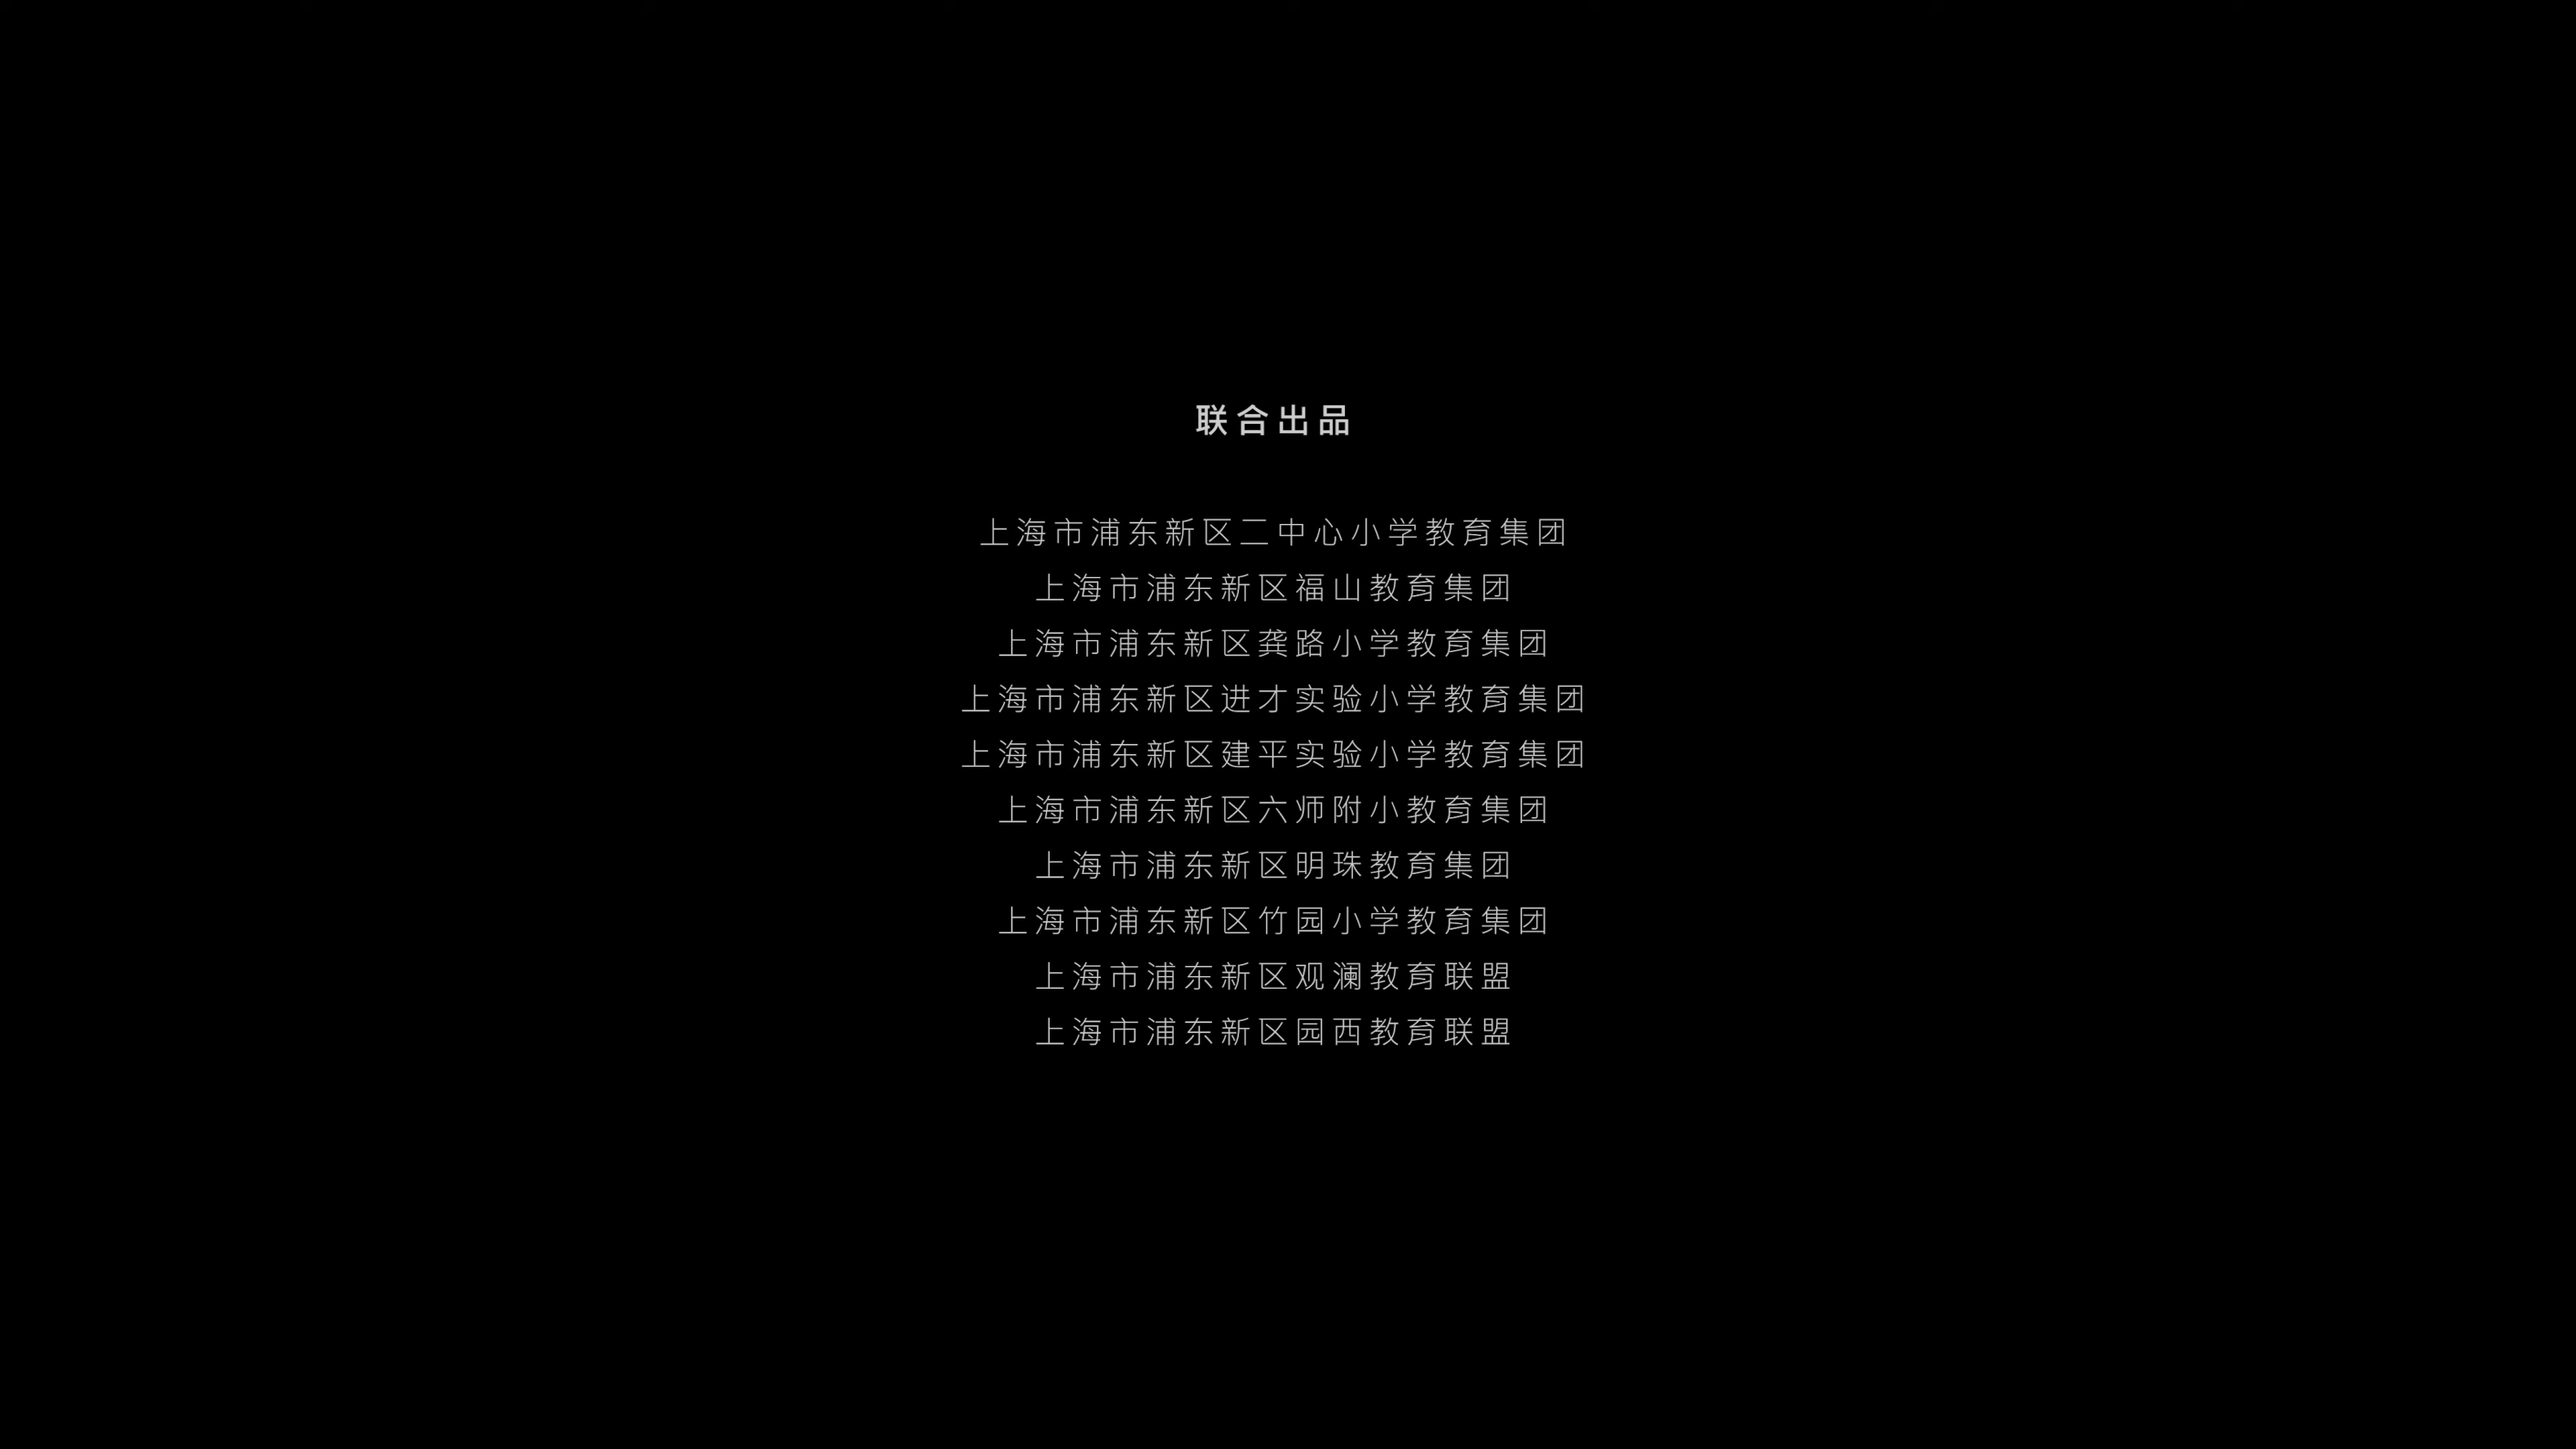 联合出品
上海市浦东新区二中心小学教育集团
上海市浦东新区福山教育集团
上海市浦东新区龚路小学教育集团
上海市浦东新区进才实验小学教育集团
上海市浦东新区建平实验小学教育集团
上海市浦东新区六师附小教育集团
上海市浦东新区明珠教育集团
上海市浦东新区竹园小学教育集团
上海市浦东新区观澜教育联盟
上海市浦东新区园西教育联盟